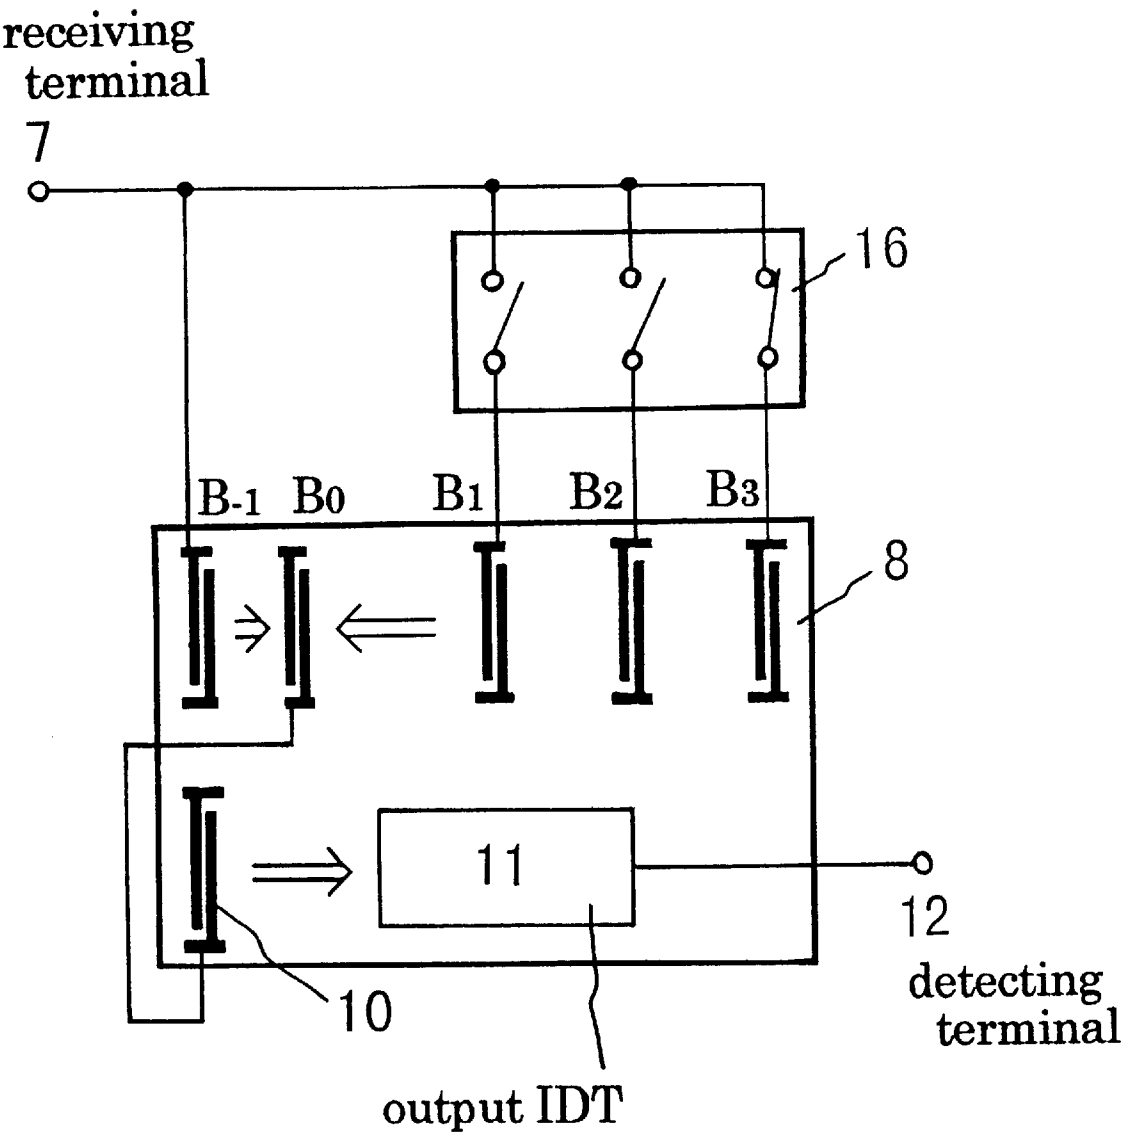 receiving
terminal
7
16
B-1 B0 B1 B2 B3
8
11
12
detecting
terminal
10
output IDT